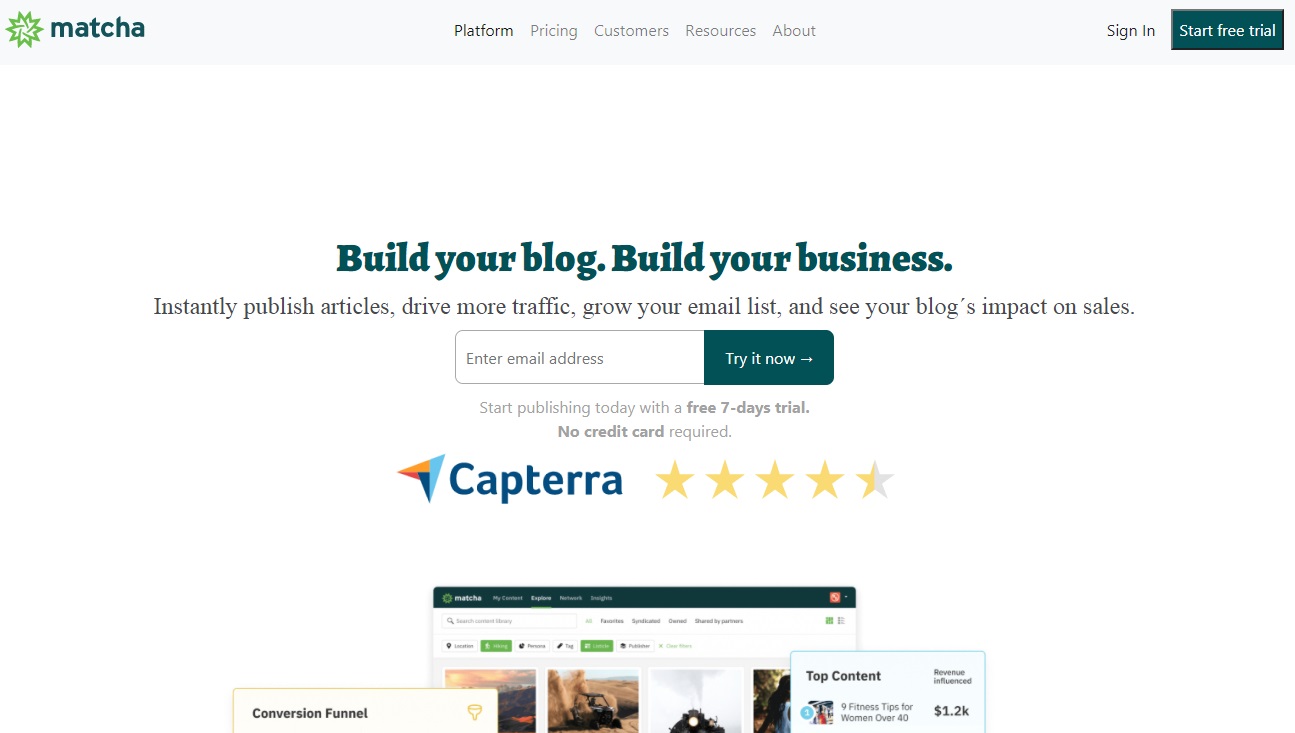 matcha
Platform Pricing Customers Resources About
Sign In Start free trial
Build your blog. Build your business.
Instantly publish articles, drive more traffic, grow your email list, and see your blog´s impact on sales.
Enter email address Try it now →
Start publishing today with a free 7-days trial.
No credit card required.
Capterra
matcha My Content Explore Network Insights
Search content library All Favorites Syndicated Owned Shared by partners
Location Hiking Persona Tag Listicle Publisher Clear filters
Top Content Revenue influenced
1 9 Fitness Tips for Women Over 40 $1.2k
Conversion Funnel